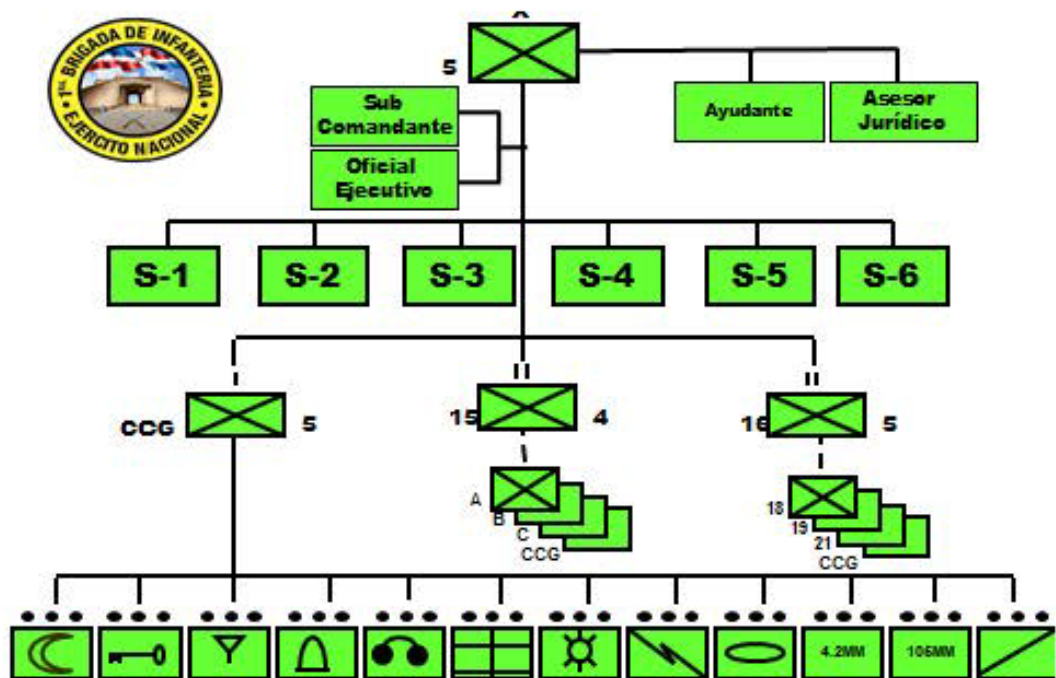 1ra BRIGADA DE INFANTERIA
EJERCITO NACIONAL
X
5
Sub
Comandante
Oficial
Ejecutivo
Ayudante
Asesor
Jurídico
S-1
S-2
S-3
S-4
S-5
S-6
CCG
5
15
4
16
5
A
B
C
CCG
18
19
21
CCG
4.2MM
105MM